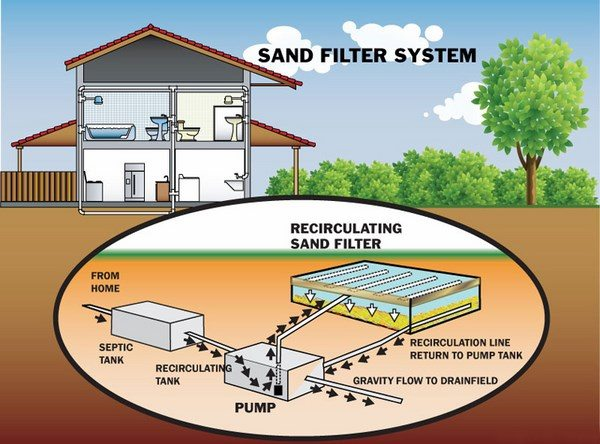 SAND FILTER SYSTEM
RECIRCULATING
SAND FILTER
FROM
HOME
SEPTIC
TANK
RECIRCULATING
TANK
PUMP
RECIRCULATION LINE
RETURN TO PUMP TANK
GRAVITY FLOW TO DRAINFIELD